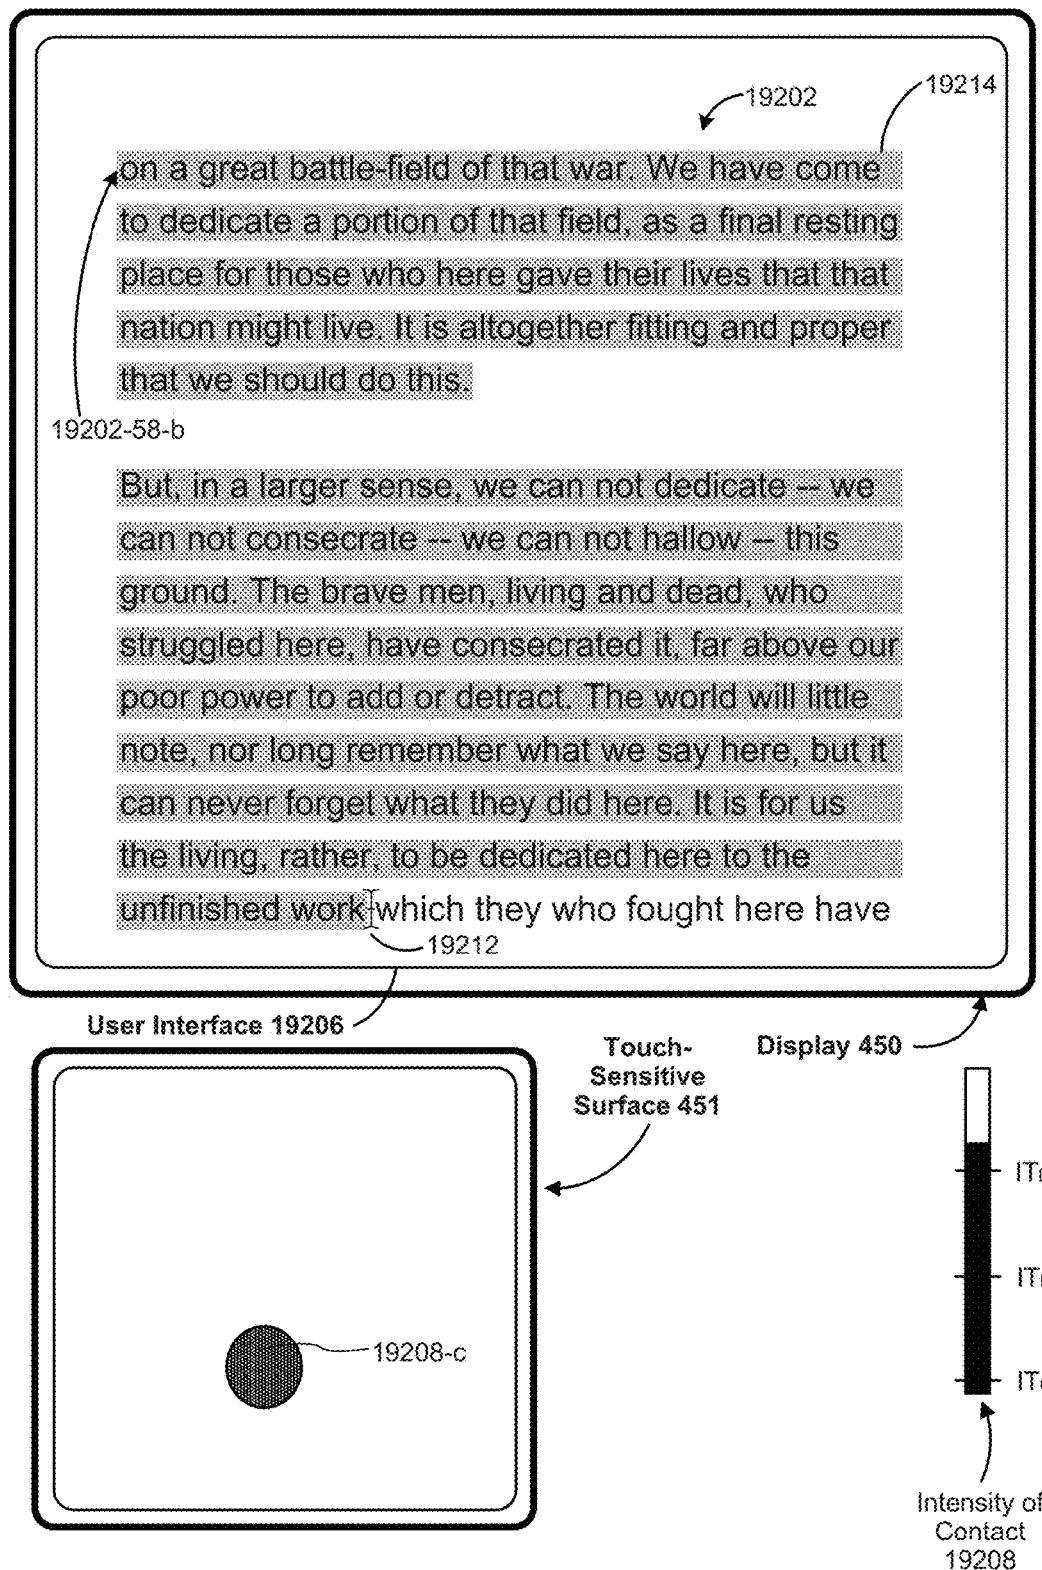 19202
19214
on a great battle-field of that war. We have come
to dedicate a portion of that field, as a final resting
place for those who here gave their lives that that
nation might live. It is altogether fitting and proper
that we should do this.
19202-58-b
But, in a larger sense, we can not dedicate -- we
can not consecrate -- we can not hallow -- this
ground. The brave men, living and dead, who
struggled here, have consecrated it, far above our
poor power to add or detract. The world will little
note, nor long remember what we say here, but it
can never forget what they did here. It is for us
the living, rather, to be dedicated here to the
unfinished work which they who fought here have
19212
User Interface 19206
Display 450
Touch-
Sensitive
Surface 451
19208-c
Intensity of
Contact
19208